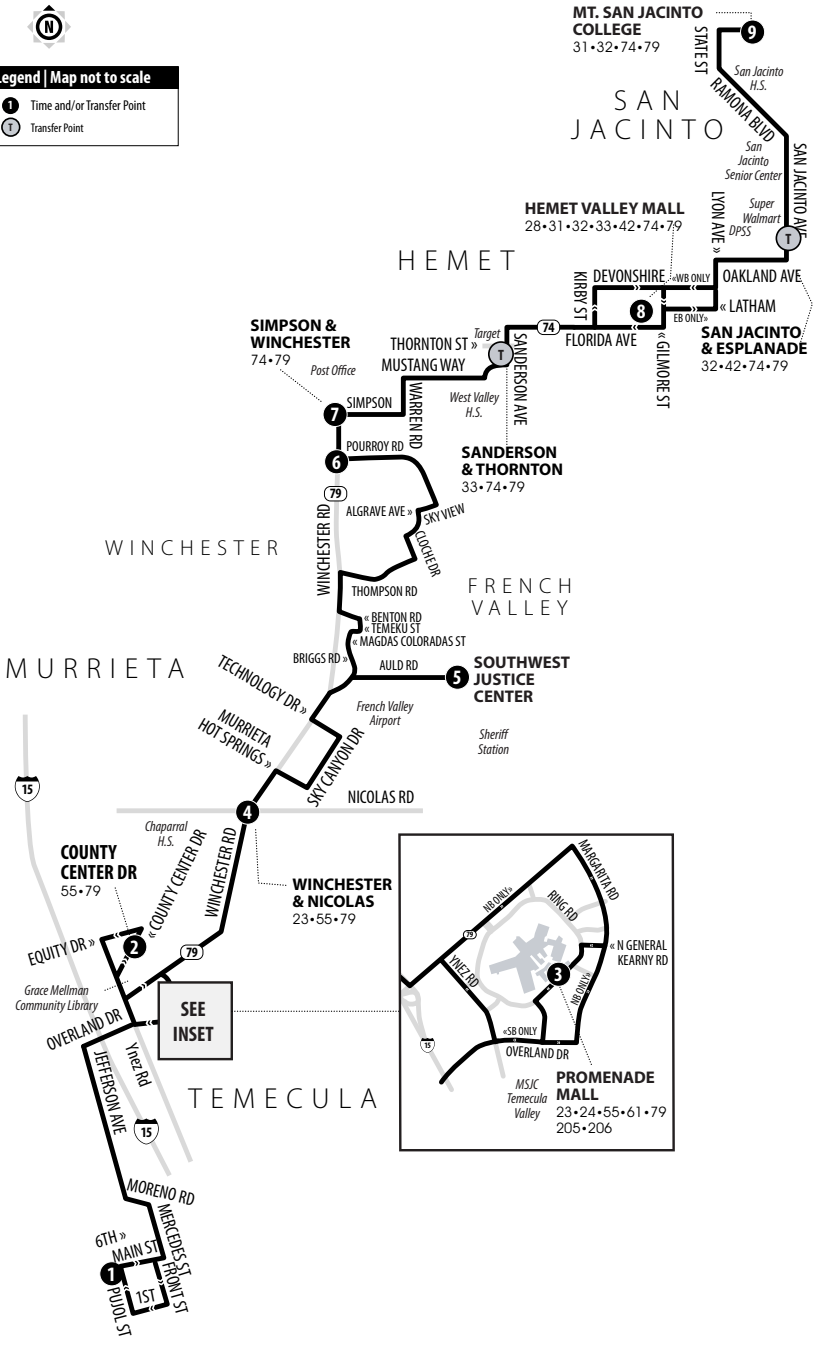 N
Legend | Map not to scale
1 Time and/or Transfer Point
T Transfer Point
MT. SAN JACINTO
COLLEGE
31•32•74•79
9
STATE ST
San Jacinto
H.S.
RAMONA BLVD
SAN
JACINTO
San
Jacinto
Senior Center
SAN JACINTO AVE
Super
Walmart
DPSS
LYON AVE »
T
HEMET VALLEY MALL
28•31•32•33•42•74•79
HEMET
DEVONSHIRE
«WB ONLY
OAKLAND AVE
KIRBY ST
8
« LATHAM
EB ONLY»
SAN JACINTO
& ESPLANADE
32•42•74•79
74
FLORIDA AVE
« GILMORE ST
SIMPSON &
WINCHESTER
74•79
Target
THORNTON ST »
T
MUSTANG WAY
SANDERSON AVE
Post Office
West Valley
H.S.
7
SIMPSON
WARREN RD
POURROY RD
6
SANDERSON
& THORNTON
33•74•79
79
ALGRAVE AVE »
SKY VIEW
WINCHESTER RD
CLOCHE DR
WINCHESTER
THOMPSON RD
FRENCH
VALLEY
« BENTON RD
« TEMEKU ST
« MAGDAS COLORADAS ST
BRIGGS RD »
AULD RD
5
SOUTHWEST
JUSTICE
CENTER
MURRIETA
TECHNOLOGY DR »
French Valley
Airport
Sheriff
Station
MURRIETA
HOT SPRINGS »
SKY CANYON DR
15
NICOLAS RD
4
Chaparral
H.S.
WINCHESTER
& NICOLAS
23•55•79
COUNTY
CENTER DR
55•79
« COUNTY CENTER DR
WINCHESTER RD
EQUITY DR »
2
79
Grace Mellman
Community Library
SEE
INSET
OVERLAND DR
JEFFERSON AVE
Ynez Rd
TEMECULA
15
MARGARITA RD
NB ONLY»
RING RD
79
« N GENERAL
KEARNY RD
YNEZ RD
3
NB ONLY»
«SB ONLY
OVERLAND DR
15
MSJC
Temecula
Valley
PROMENADE
MALL
23•24•55•61•79
205•206
MORENO RD
MERCEDES ST
6TH »
MAIN ST
1
FRONT ST
1ST
PUJOL ST